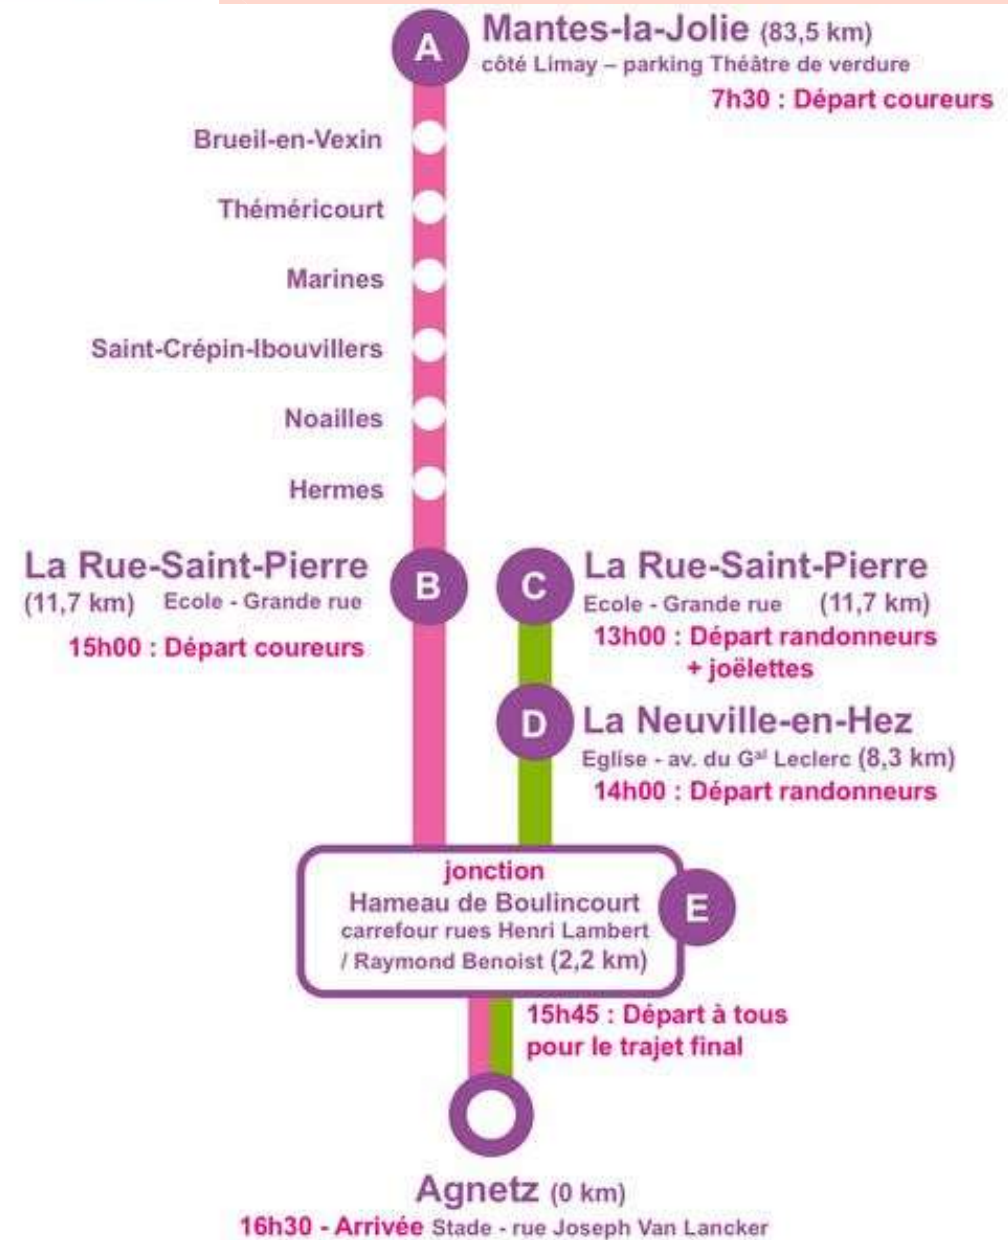 A
Mantes-la-Jolie (83,5 km)
côté Limay – parking Théâtre de verdure
7h30 : Départ coureurs
Brueil-en-Vexin
Théméricourt
Marines
Saint-Crépin-Ibouvillers
Noailles
Hermes
La Rue-Saint-Pierre
(11,7 km) Ecole - Grande rue
15h00 : Départ coureurs
B
C
La Rue-Saint-Pierre
Ecole - Grande rue (11,7 km)
13h00 : Départ randonneurs
+ joëlettes
D
La Neuville-en-Hez
Eglise - av. du Gal Leclerc (8,3 km)
14h00 : Départ randonneurs
jonction
Hameau de Boulincourt
carrefour rues Henri Lambert
/ Raymond Benoist (2,2 km)
E
15h45 : Départ à tous
pour le trajet final
Agnetz (0 km)
16h30 - Arrivée Stade - rue Joseph Van Lancker